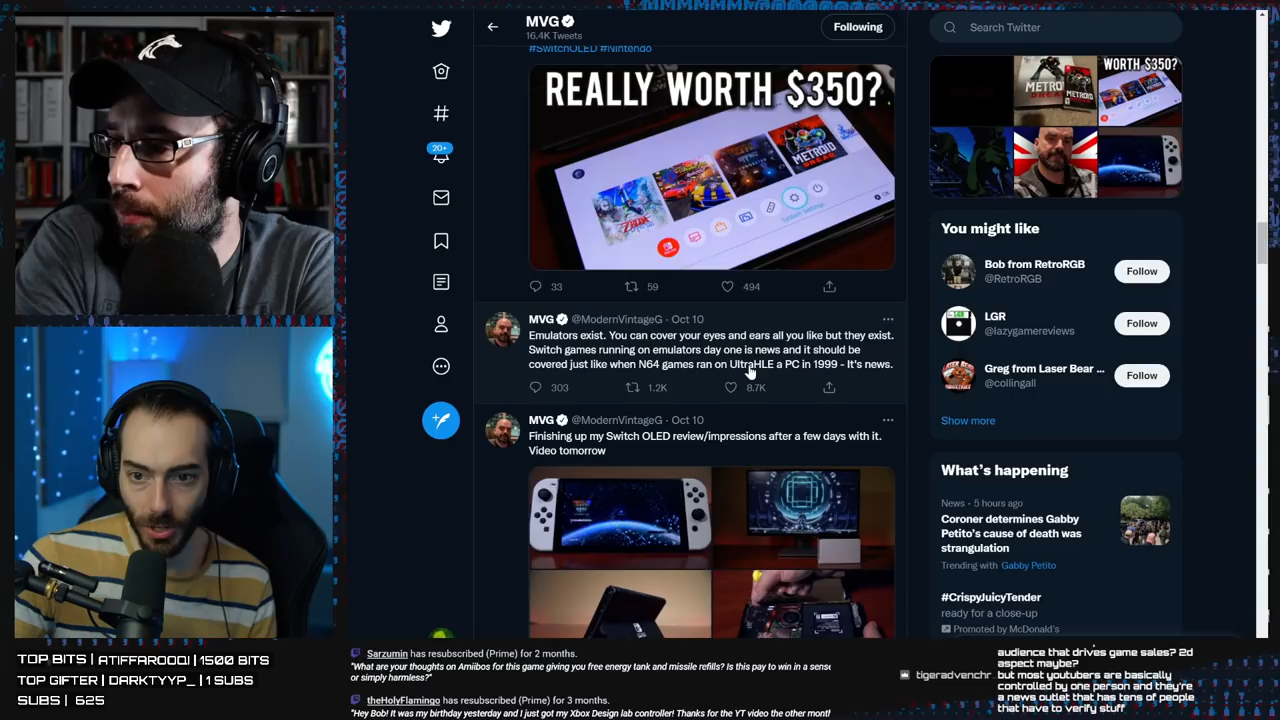 MVG
16.4K Tweets
Following
Search Twitter
#SwitchOLED #Nintendo
REALLY WORTH $350?
System Settings
33
59
494
20+
MVG @ModernVintageG · Oct 10
Emulators exist. You can cover your eyes and ears all you like but they exist.
Switch games running on emulators day one is news and it should be
covered just like when N64 games ran on UltraHLE a PC in 1999 - It's news.
303
1.2K
8.7K
MVG @ModernVintageG · Oct 10
Finishing up my Switch OLED review/impressions after a few days with it.
Video tomorrow
METROID
WORTH $350?
You might like
Bob from RetroRGB
@RetroRGB
Follow
LGR
@lazygamereviews
Follow
Greg from Laser Bear ...
@collingall
Follow
Show more
What's happening
News · 5 hours ago
Coroner determines Gabby
Petito's cause of death was
strangulation
Trending with Gabby Petito
#CrispyJuicyTender
ready for a close-up
Promoted by McDonald's
TOP BITS | ATIFFAROOQI | 1500 BITS
TOP GIFTER | DARKTYYP_ | 1 SUBS
SUBS | 625
Sarzumin has resubscribed (Prime) for 2 months.
"What are your thoughts on Amiibos for this game giving you free energy tank and missile refills? Is this pay to win in a sense
or simply harmless?"
theHolyFlamingo has resubscribed (Prime) for 3 months.
"Hey Bob! It was my birthday yesterday and I just got my Xbox Design lab controller! Thanks for the YT video the other mont
audience that drives game sales? 2d
aspect maybe?
tigeradvenchr
but most youtubers are basically
controlled by one person and they're
a news outlet that has tens of people
that have to verify stuff